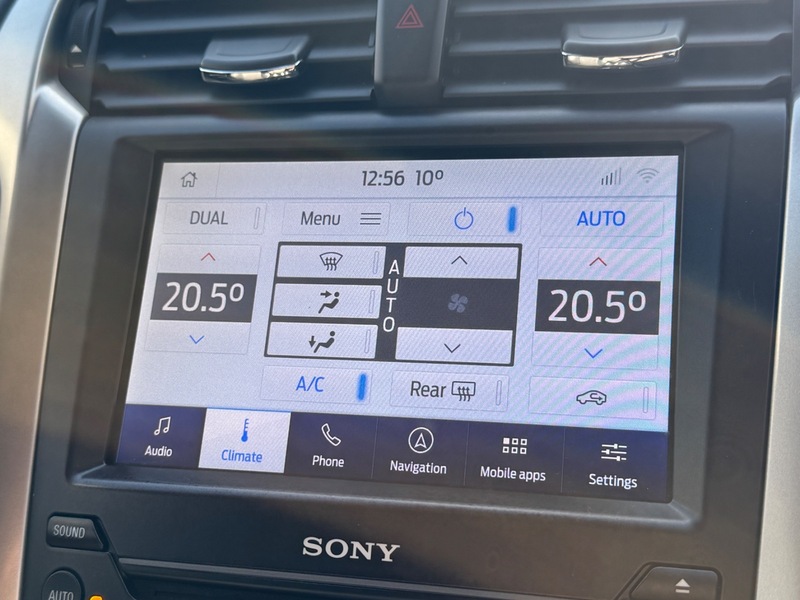 12:56 10º
DUAL Menu AUTO
20.5º AUTO 20.5º
A/C Rear
Audio Climate Phone Navigation Mobile apps Settings
SOUND
SONY
AUTO